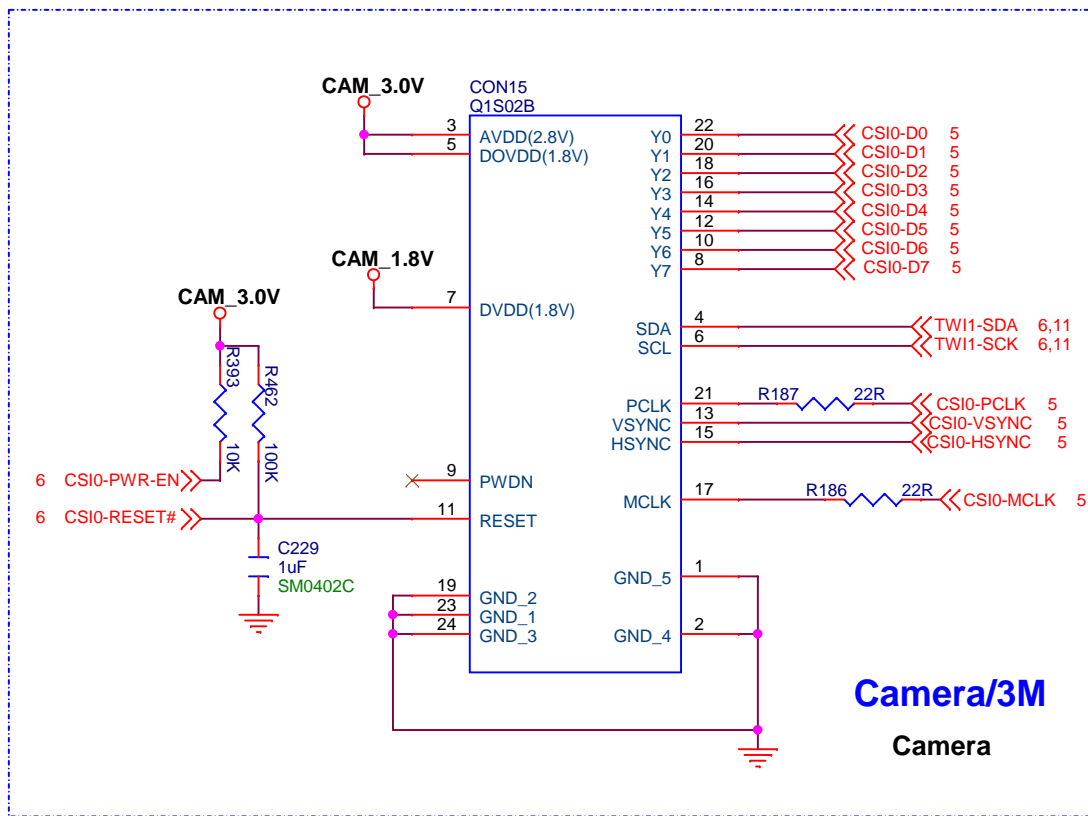 CAM_3.0V
CON15
Q1S02B
3 AVDD(2.8V)
5 DOVDD(1.8V)
Y0 22 CSI0-D0 5
Y1 20 CSI0-D1 5
Y2 18 CSI0-D2 5
Y3 16 CSI0-D3 5
Y4 14 CSI0-D4 5
Y5 12 CSI0-D5 5
Y6 10 CSI0-D6 5
Y7 8 CSI0-D7 5
CAM_1.8V
7 DVDD(1.8V)
CAM_3.0V
SDA 4 TWI1-SDA 6,11
SCL 6 TWI1-SCK 6,11
R393
10K
R462
100K
PCLK 21 R187 22R CSI0-PCLK 5
VSYNC 13 CSI0-VSYNC 5
HSYNC 15 CSI0-HSYNC 5
6 CSI0-PWR-EN
9 PWDN
MCLK 17 R186 22R CSI0-MCLK 5
6 CSI0-RESET#
11 RESET
C229
1uF
SM0402C
19 GND_2
23 GND_1
24 GND_3
GND_5 1
GND_4 2
Camera/3M
Camera